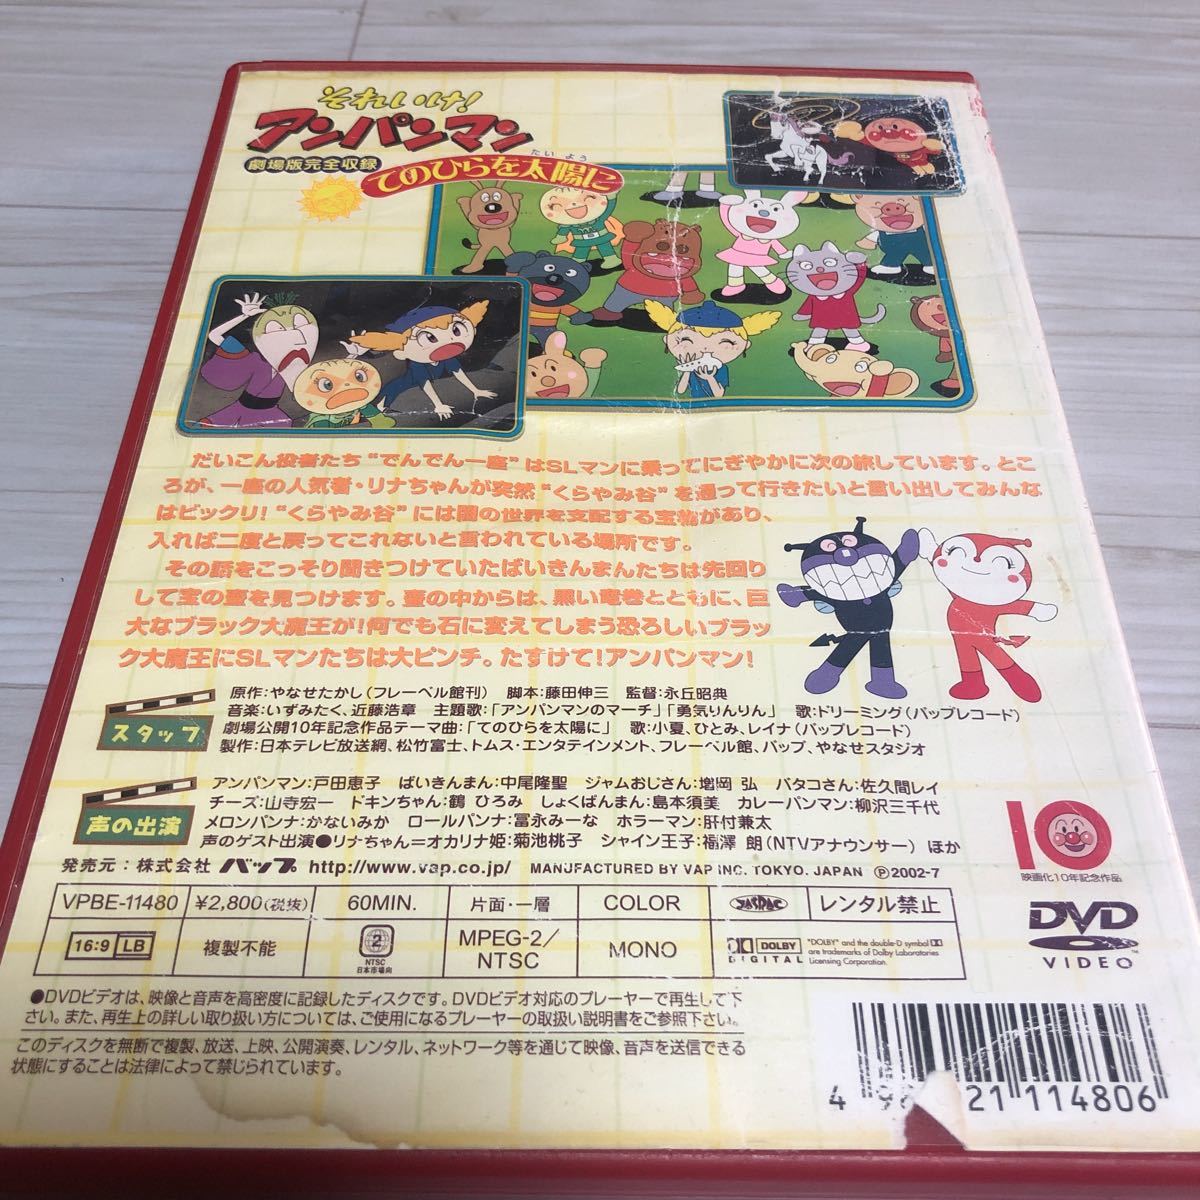 それいけ!
アンパンマン
劇場版完全収録
たいよう
てのひらを太陽に
だいこん役者たち“でんでん一座”はSLマンに乗ってにぎやかに次の旅しています。とこ
ろが、一座の人気者・リナちゃんが突然“くらやみ谷”を通って行きたいと言い出してみんな
はビックリ!“くらやみ谷”には闇の世界を支配する宝物があり、
入れば二度と戻ってこれないと言われている場所です。
その話をこっそり聞きつけていたばいきんまんたちは先回り
して宝の壺を見つけます。壺の中からは、黒い竜巻とともに、巨
大なブラック大魔王が!何でも石に変えてしまう恐ろしいブラッ
ク大魔王にSLマンたちは大ピンチ。たすけて!アンパンマン!
スタッフ
原作:やなせたかし(フレーベル館刊) 脚本:藤田伸三 監督:永丘昭典
音楽:いずみたく、近藤浩章 主題歌:「アンパンマンのマーチ」「勇気りんりん」 歌:ドリーミング(バップレコード)
劇場公開10年記念作品テーマ曲:「てのひらを太陽に」 歌:小夏、ひとみ、レイナ(バップレコード)
製作:日本テレビ放送網、松竹富士、トムス・エンタテインメント、フレーベル館、バップ、やなせスタジオ
声の出演
アンパンマン:戸田恵子 ばいきんまん:中尾隆聖 ジャムおじさん:増岡 弘 バタコさん:佐久間レイ
チーズ:山寺宏一 ドキンちゃん:鶴 ひろみ しょくぱんまん:島本須美 カレーパンマン:柳沢三千代
メロンパンナ:かないみか ロールパンナ:冨永みーな ホラーマン:肝付兼太
声のゲスト出演●リナちゃん=オカリナ姫:菊池桃子 シャイン王子:福澤 朗(NTVアナウンサー) ほか
発売元:株式会社 バップ http://www.vap.co.jp/ MANUFACTURED BY VAP INC. TOKYO. JAPAN Ⓟ2002-7
10
映画化10年記念作品
VPBE-11480 ¥2,800(税抜) 60MIN. 片面・一層 COLOR JASRAC レンタル禁止
16:9 LB 複製不能 2 NTSC 日本市場向 MPEG-2/NTSC MONO DOLBY DIGITAL
"DOLBY" and the double-D symbol
are trademarks of Dolby Laboratories
Licensing Corporation.
DVD
VIDEO
●DVDビデオは、映像と音声を高密度に記録したディスクです。DVDビデオ対応のプレーヤーで再生して下
さい。また、再生上の詳しい取り扱い方については、ご使用になるプレーヤーの取扱い説明書をご参照下さい。
このディスクを無断で複製、放送、上映、公開演奏、レンタル、ネットワーク等を通じて映像、音声を送信できる
状態にすることは法律によって禁じられています。
4 21 114806